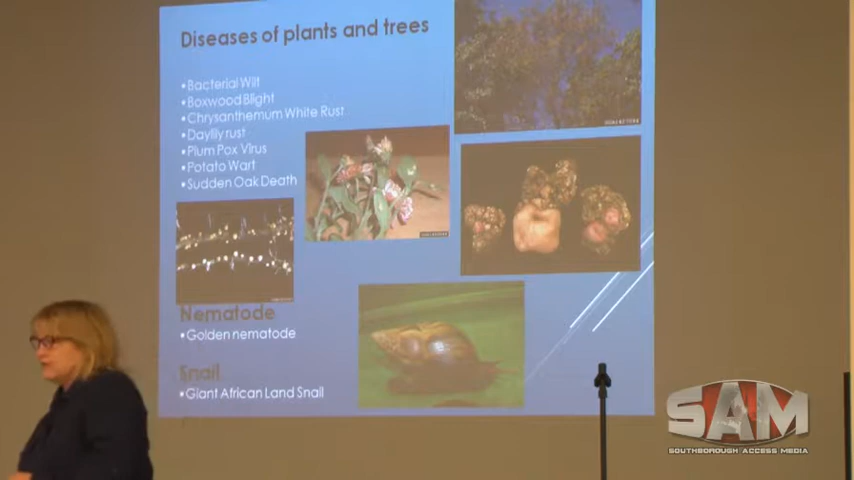 Diseases of plants and trees
•Bacterial Wilt
•Boxwood Blight
•Chrysanthemum White Rust
•Daylily rust
•Plum Pox Virus
•Potato Wart
•Sudden Oak Death
Nematode
•Golden nematode
Snail
•Giant African Land Snail
SAM
SOUTHBOROUGH ACCESS MEDIA